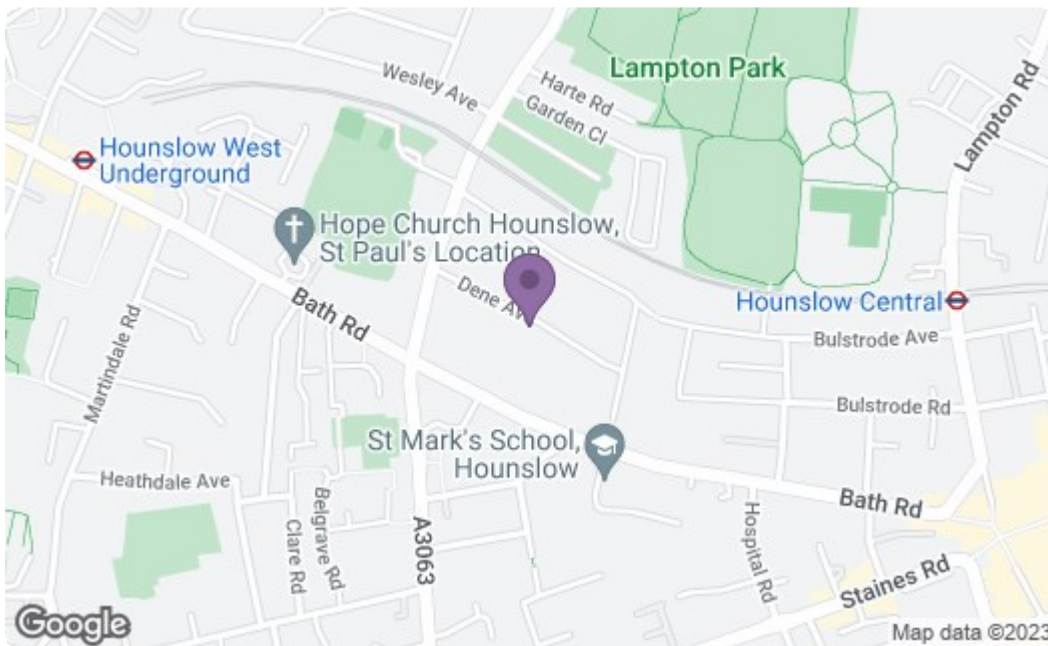 Wesley Ave
Harte Rd
Garden Cl
Lampton Park
Lampton Rd
Hounslow West
Underground
Hope Church Hounslow,
St Paul's Location
Bath Rd
Dene Av
Hounslow Central
Bulstrode Ave
Martindale Rd
Bulstrode Rd
St Mark's School,
Hounslow
Heathdale Ave
Belgrave Rd
Clare Rd
A3063
Bath Rd
Hospital Rd
Staines Rd
Google
Map data ©2023